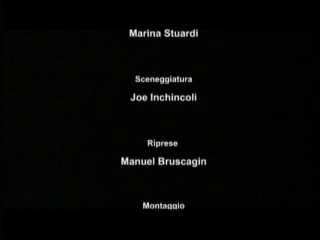 Marina Stuardi
Sceneggiatura
Joe Inchincoli
Riprese
Manuel Bruscagin
Montaggio